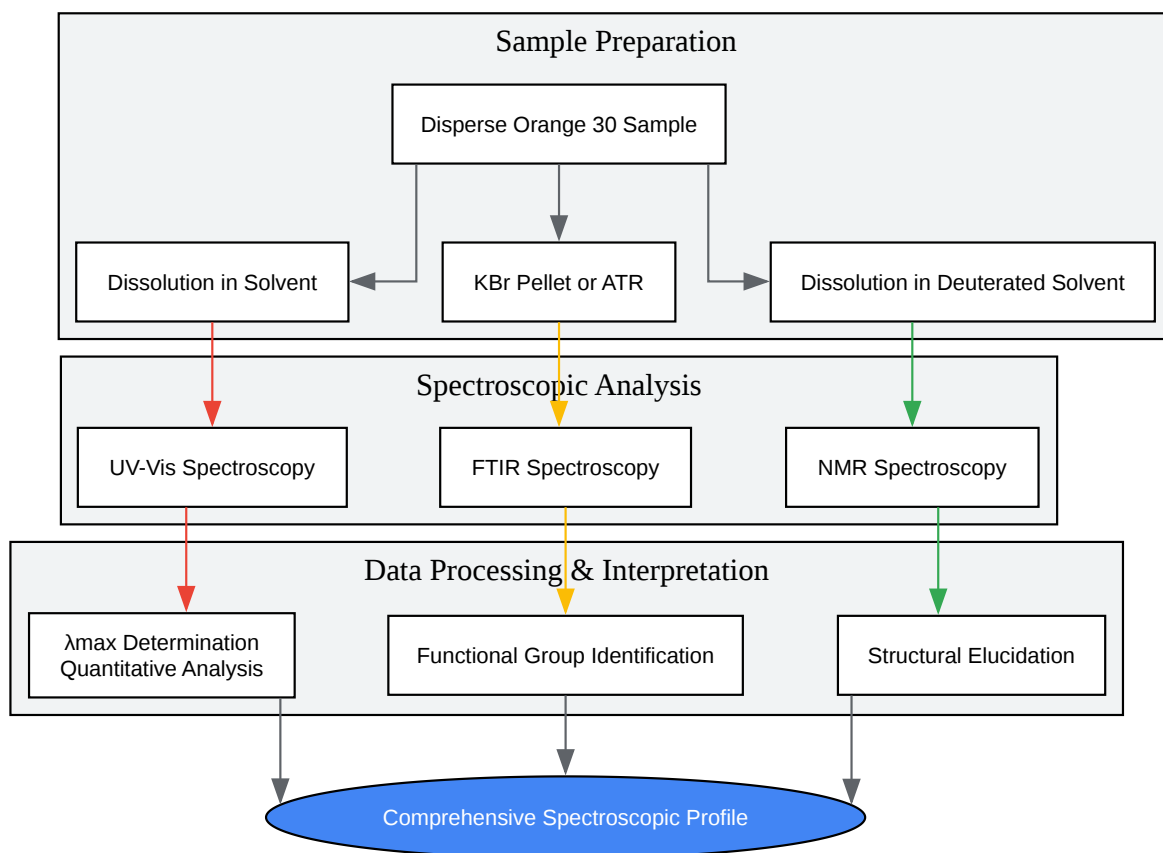 Sample Preparation
Disperse Orange 30 Sample
Dissolution in Solvent
KBr Pellet or ATR
Dissolution in Deuterated Solvent
Spectroscopic Analysis
UV-Vis Spectroscopy
FTIR Spectroscopy
NMR Spectroscopy
Data Processing & Interpretation
λmax Determination
Quantitative Analysis
Functional Group Identification
Structural Elucidation
Comprehensive Spectroscopic Profile